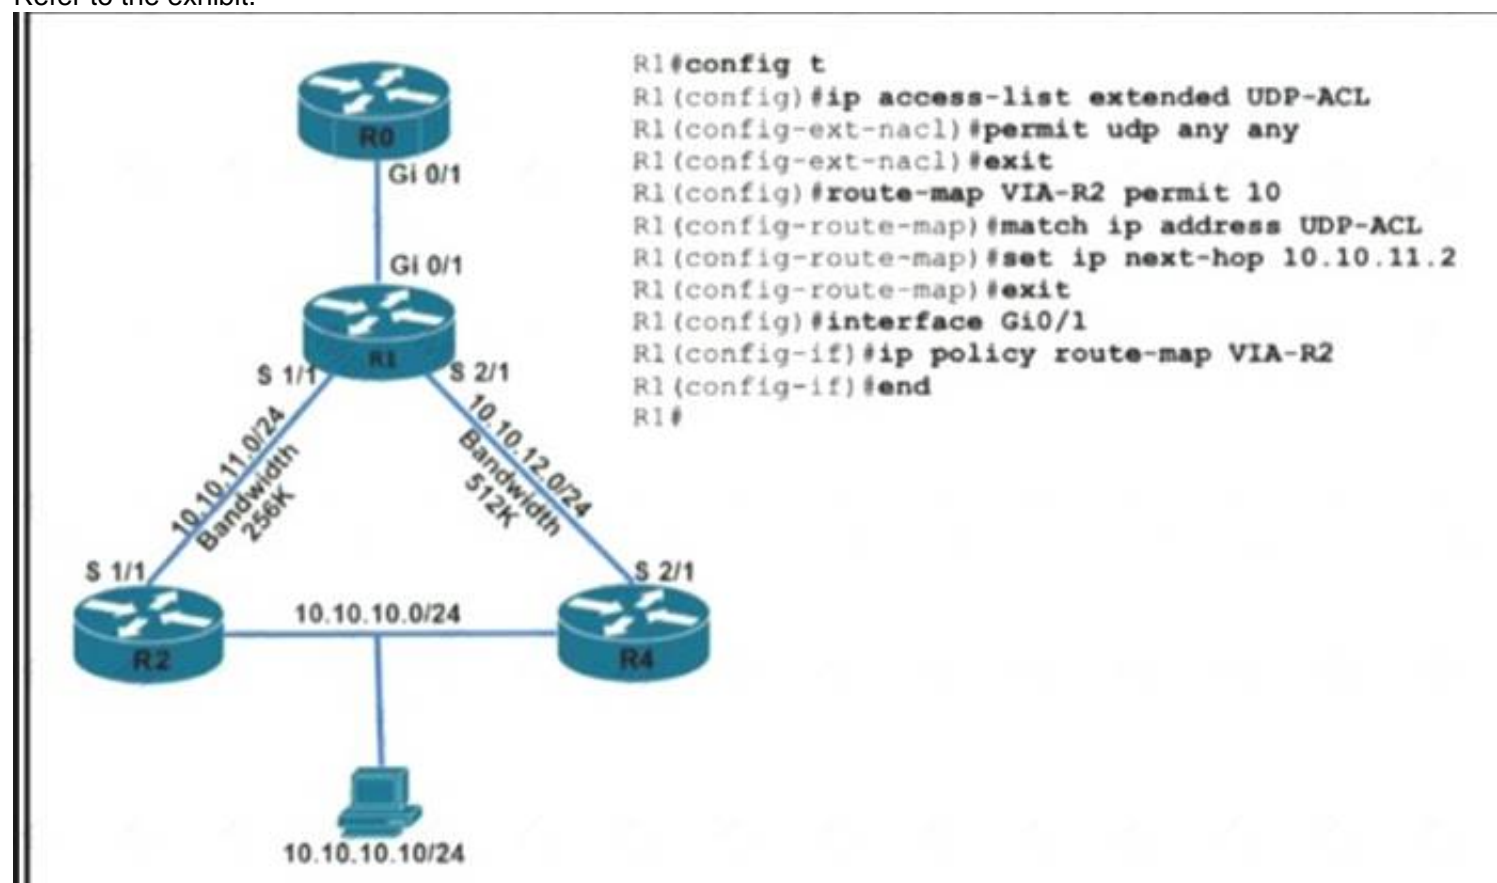 Refer to the exhibit.
R0
Gi 0/1
Gi 0/1
R1
S 1/1
S 2/1
10.10.11.0/24
Bandwidth
256K
10.10.12.0/24
Bandwidth
512K
S 1/1
S 2/1
10.10.10.0/24
R2
R4
10.10.10.10/24
R1#config t
R1(config)#ip access-list extended UDP-ACL
R1(config-ext-nacl)#permit udp any any
R1(config-ext-nacl)#exit
R1(config)#route-map VIA-R2 permit 10
R1(config-route-map)#match ip address UDP-ACL
R1(config-route-map)#set ip next-hop 10.10.11.2
R1(config-route-map)#exit
R1(config)#interface Gi0/1
R1(config-if)#ip policy route-map VIA-R2
R1(config-if)#end
R1#